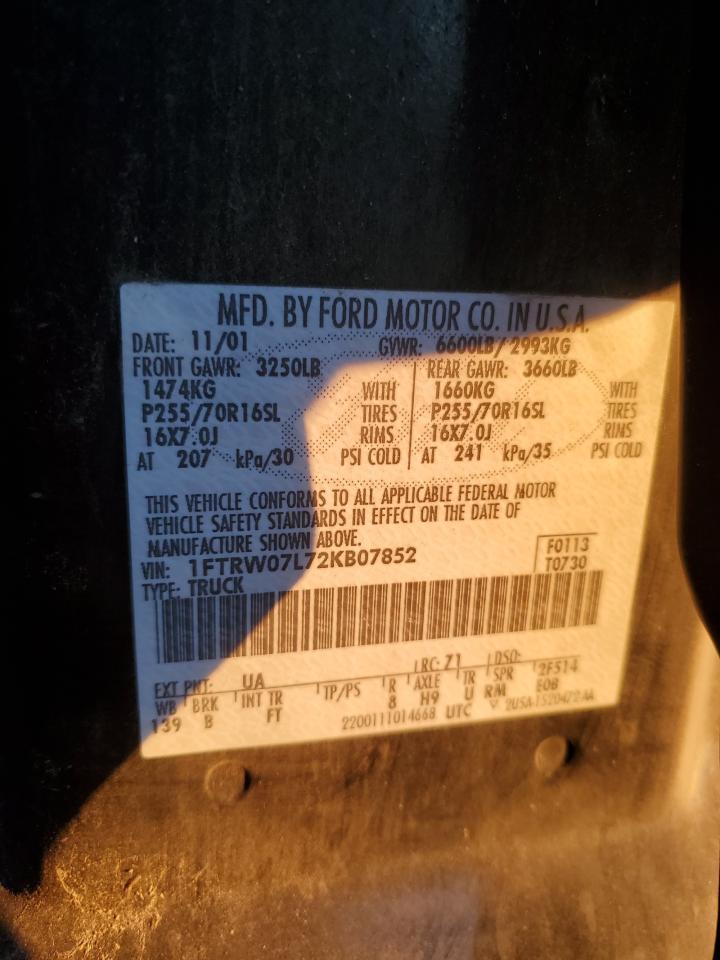 MFD. BY FORD MOTOR CO. IN U.S.A.
DATE: 11/01 GVWR: 6600LB/2993KG
FRONT GAWR: 3250LB REAR GAWR: 3660LB
1474KG WITH 1660KG WITH
P255/70R16SL TIRES P255/70R16SL TIRES
16X7.0J RIMS 16X7.0J RIMS
AT 207 kPa/30 PSI COLD AT 241 kPa/35 PSI COLD
THIS VEHICLE CONFORMS TO ALL APPLICABLE FEDERAL MOTOR
VEHICLE SAFETY STANDARDS IN EFFECT ON THE DATE OF
MANUFACTURE SHOWN ABOVE.
VIN: 1FTRW07L72KB07852 F0113
TYPE: TRUCK T0730
EXT PNT: UA RC: 71 DSO: 2F514
WB BRK INT TR TP/PS R AXLE TR SPR EOB
139 B FT 8 H9 U RM
2200111014668 UTC